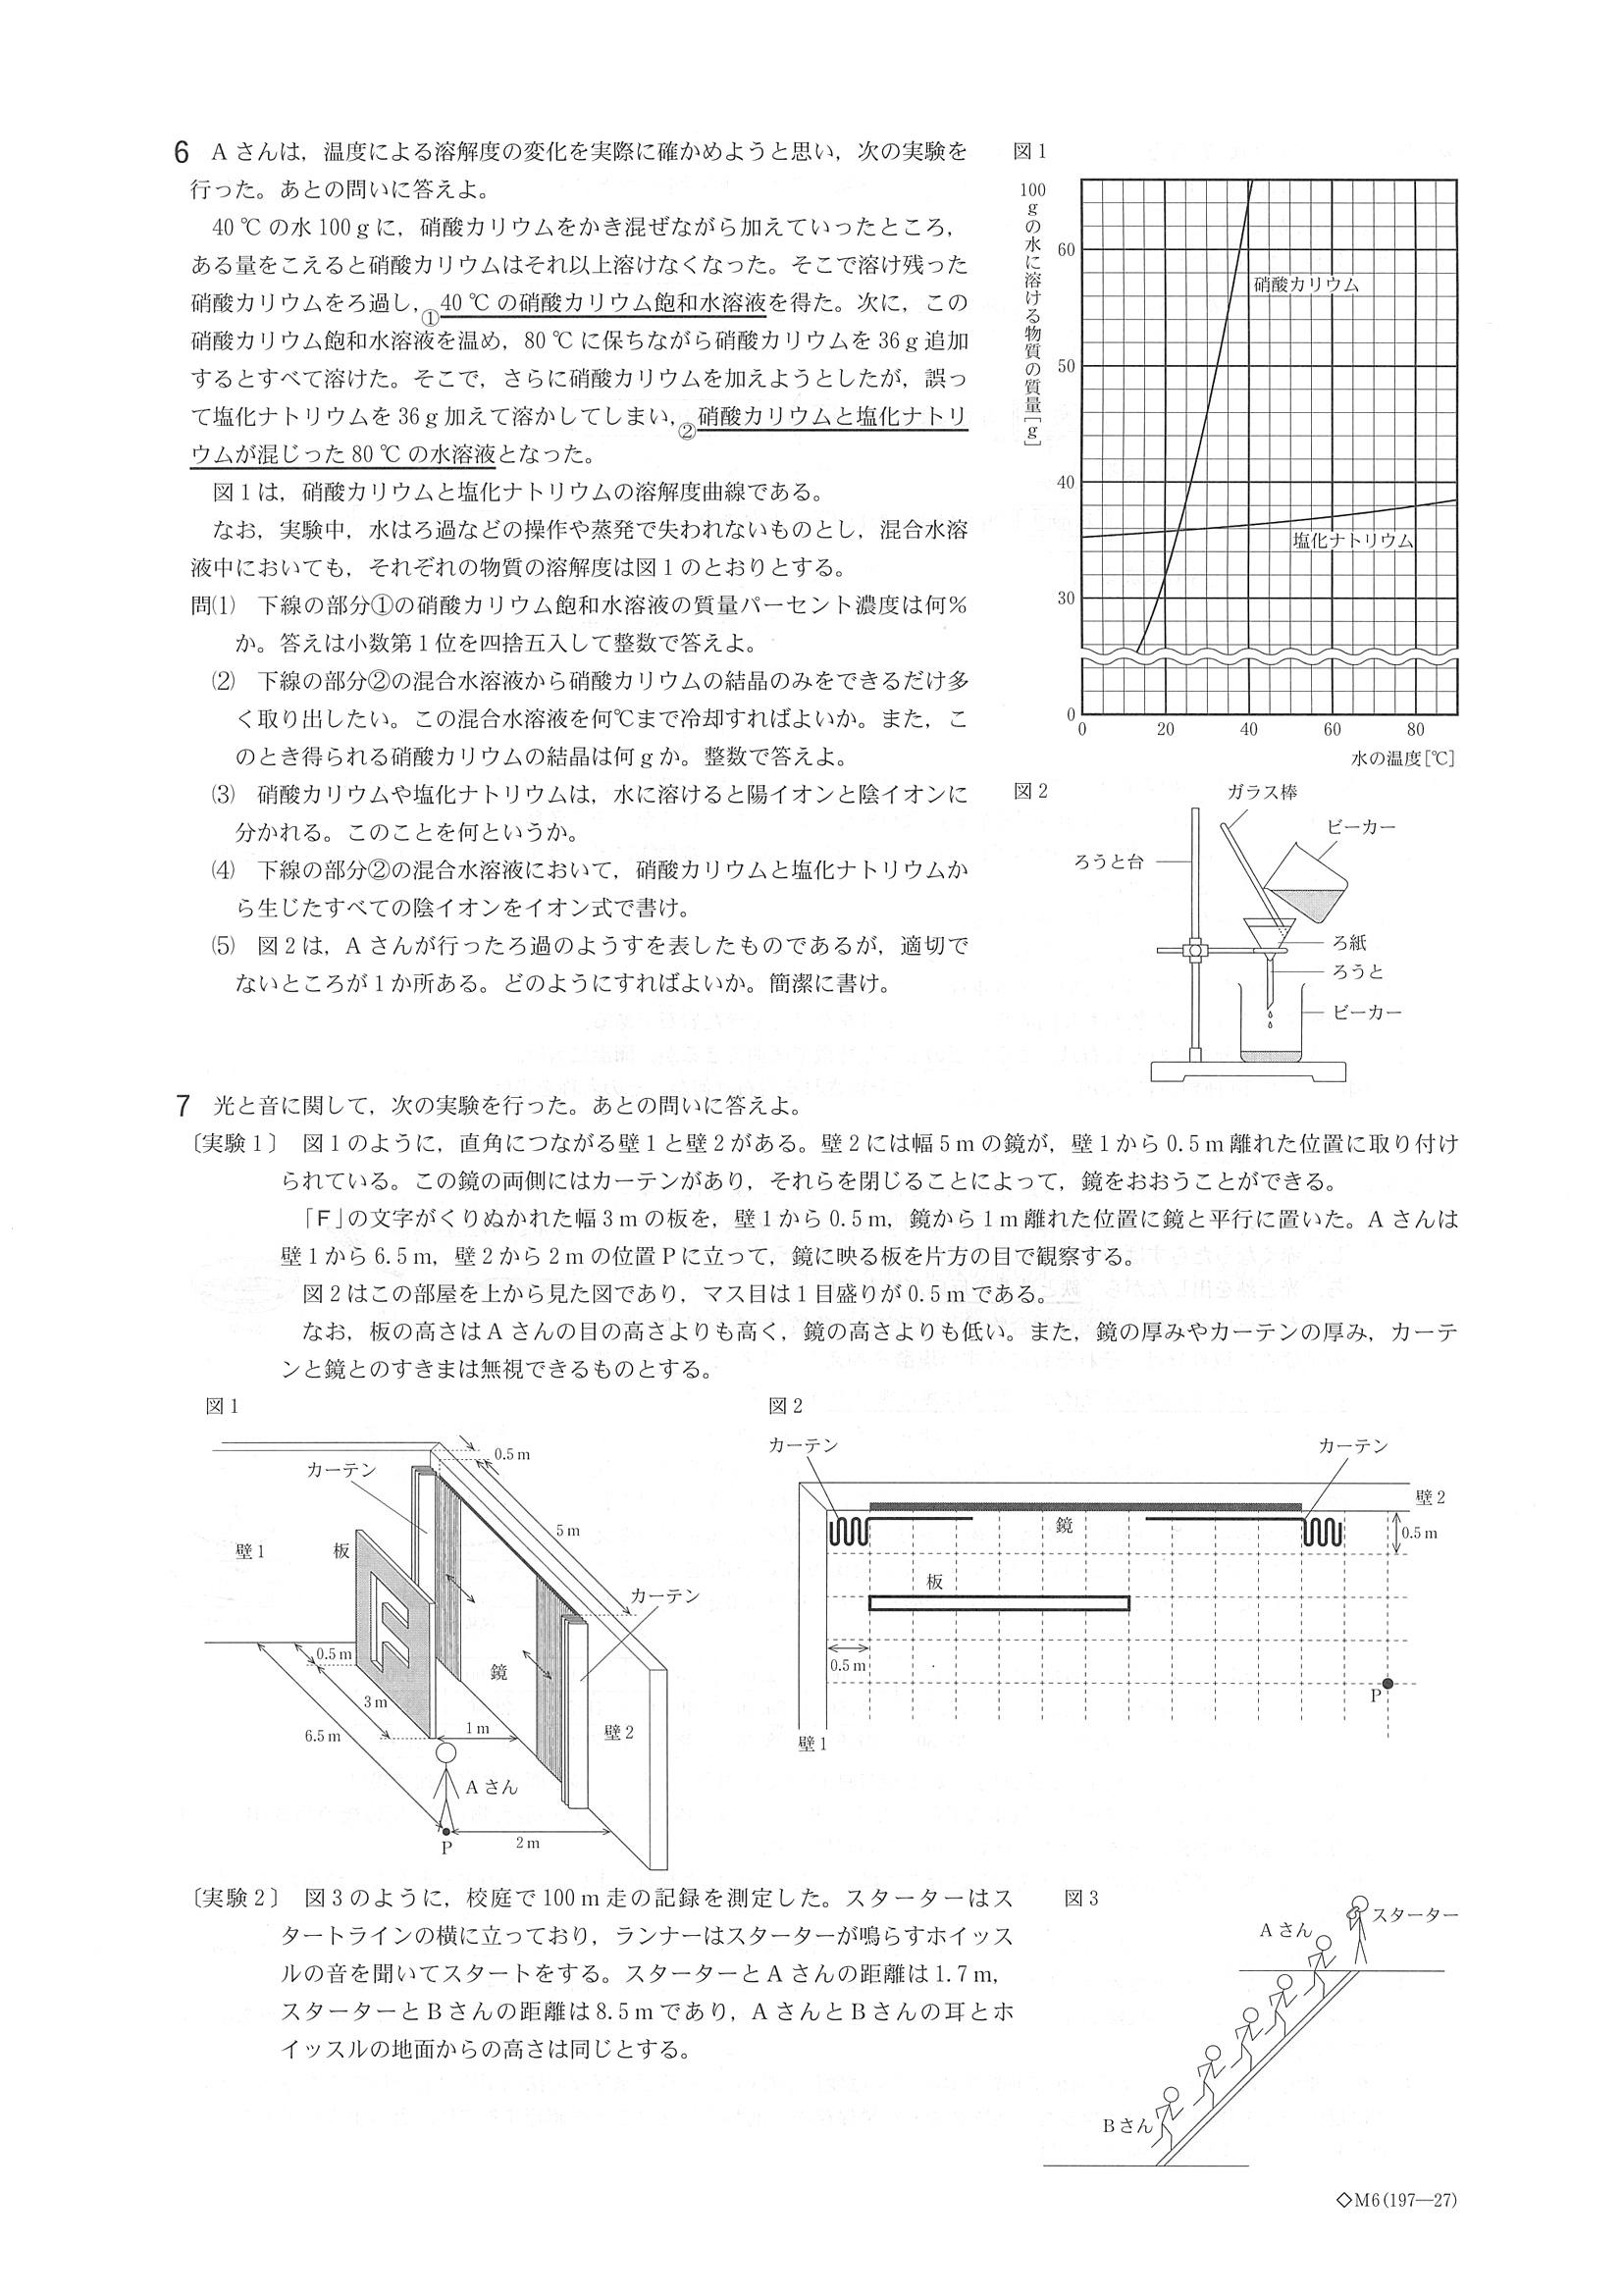 6 Aさんは，温度による溶解度の変化を実際に確かめようと思い，次の実験を
行った。あとの問いに答えよ。
40℃の水100gに，硝酸カリウムをかき混ぜながら加えていったところ，
ある量をこえると硝酸カリウムはそれ以上溶けなくなった。そこで溶け残った
硝酸カリウムをろ過し，①40℃の硝酸カリウム飽和水溶液を得た。次に，この
硝酸カリウム飽和水溶液を温め，80℃に保ちながら硝酸カリウムを36g追加
するとすべて溶けた。そこで，さらに硝酸カリウムを加えようとしたが，誤っ
て塩化ナトリウムを36g加えて溶かしてしまい，②硝酸カリウムと塩化ナトリ
ウムが混じった80℃の水溶液となった。
図1は，硝酸カリウムと塩化ナトリウムの溶解度曲線である。
なお，実験中，水はろ過などの操作や蒸発で失われないものとし，混合水溶
液中においても，それぞれの物質の溶解度は図1のとおりとする。
問⑴ 下線の部分①の硝酸カリウム飽和水溶液の質量パーセント濃度は何%
か。答えは小数第1位を四捨五入して整数で答えよ。
⑵ 下線の部分②の混合水溶液から硝酸カリウムの結晶のみをできるだけ多
く取り出したい。この混合水溶液を何℃まで冷却すればよいか。また，こ
のとき得られる硝酸カリウムの結晶は何gか。整数で答えよ。
⑶ 硝酸カリウムや塩化ナトリウムは，水に溶けると陽イオンと陰イオンに
分かれる。このことを何というか。
⑷ 下線の部分②の混合水溶液において，硝酸カリウムと塩化ナトリウムか
ら生じたすべての陰イオンをイオン式で書け。
⑸ 図2は，Aさんが行ったろ過のようすを表したものであるが，適切で
ないところが1か所ある。どのようにすればよいか。簡潔に書け。
図1
100gの水に溶ける物質の質量[g]
60
硝酸カリウム
50
40
塩化ナトリウム
30
0
0 20 40 60 80
水の温度[℃]
図2
ガラス棒
ビーカー
ろうと台
ろ紙
ろうと
ビーカー
7 光と音に関して，次の実験を行った。あとの問いに答えよ。
〔実験1〕 図1のように，直角につながる壁1と壁2がある。壁2には幅5mの鏡が，壁1から0.5m離れた位置に取り付け
られている。この鏡の両側にはカーテンがあり，それらを閉じることによって，鏡をおおうことができる。
「F」の文字がくりぬかれた幅3mの板を，壁1から0.5m，鏡から1m離れた位置に鏡と平行に置いた。Aさんは
壁1から6.5m，壁2から2mの位置Pに立って，鏡に映る板を片方の目で観察する。
図2はこの部屋を上から見た図であり，マス目は1目盛りが0.5mである。
なお，板の高さはAさんの目の高さよりも高く，鏡の高さよりも低い。また，鏡の厚みやカーテンの厚み，カーテ
ンと鏡とのすきまは無視できるものとする。
図1
0.5m
カーテン
5m
壁1
板
カーテン
0.5m
鏡
3m
6.5m
1m
壁2
Aさん
P
2m
図2
カーテン
カーテン
壁2
鏡
0.5m
板
0.5m
P
壁1
〔実験2〕 図3のように，校庭で100m走の記録を測定した。スターターはス
タートラインの横に立っており，ランナーはスターターが鳴らすホイッス
ルの音を聞いてスタートをする。スターターとAさんの距離は1.7m，
スターターとBさんの距離は8.5mであり，AさんとBさんの耳とホ
イッスルの地面からの高さは同じとする。
図3
スターター
Aさん
Bさん
◇M6(197—27)